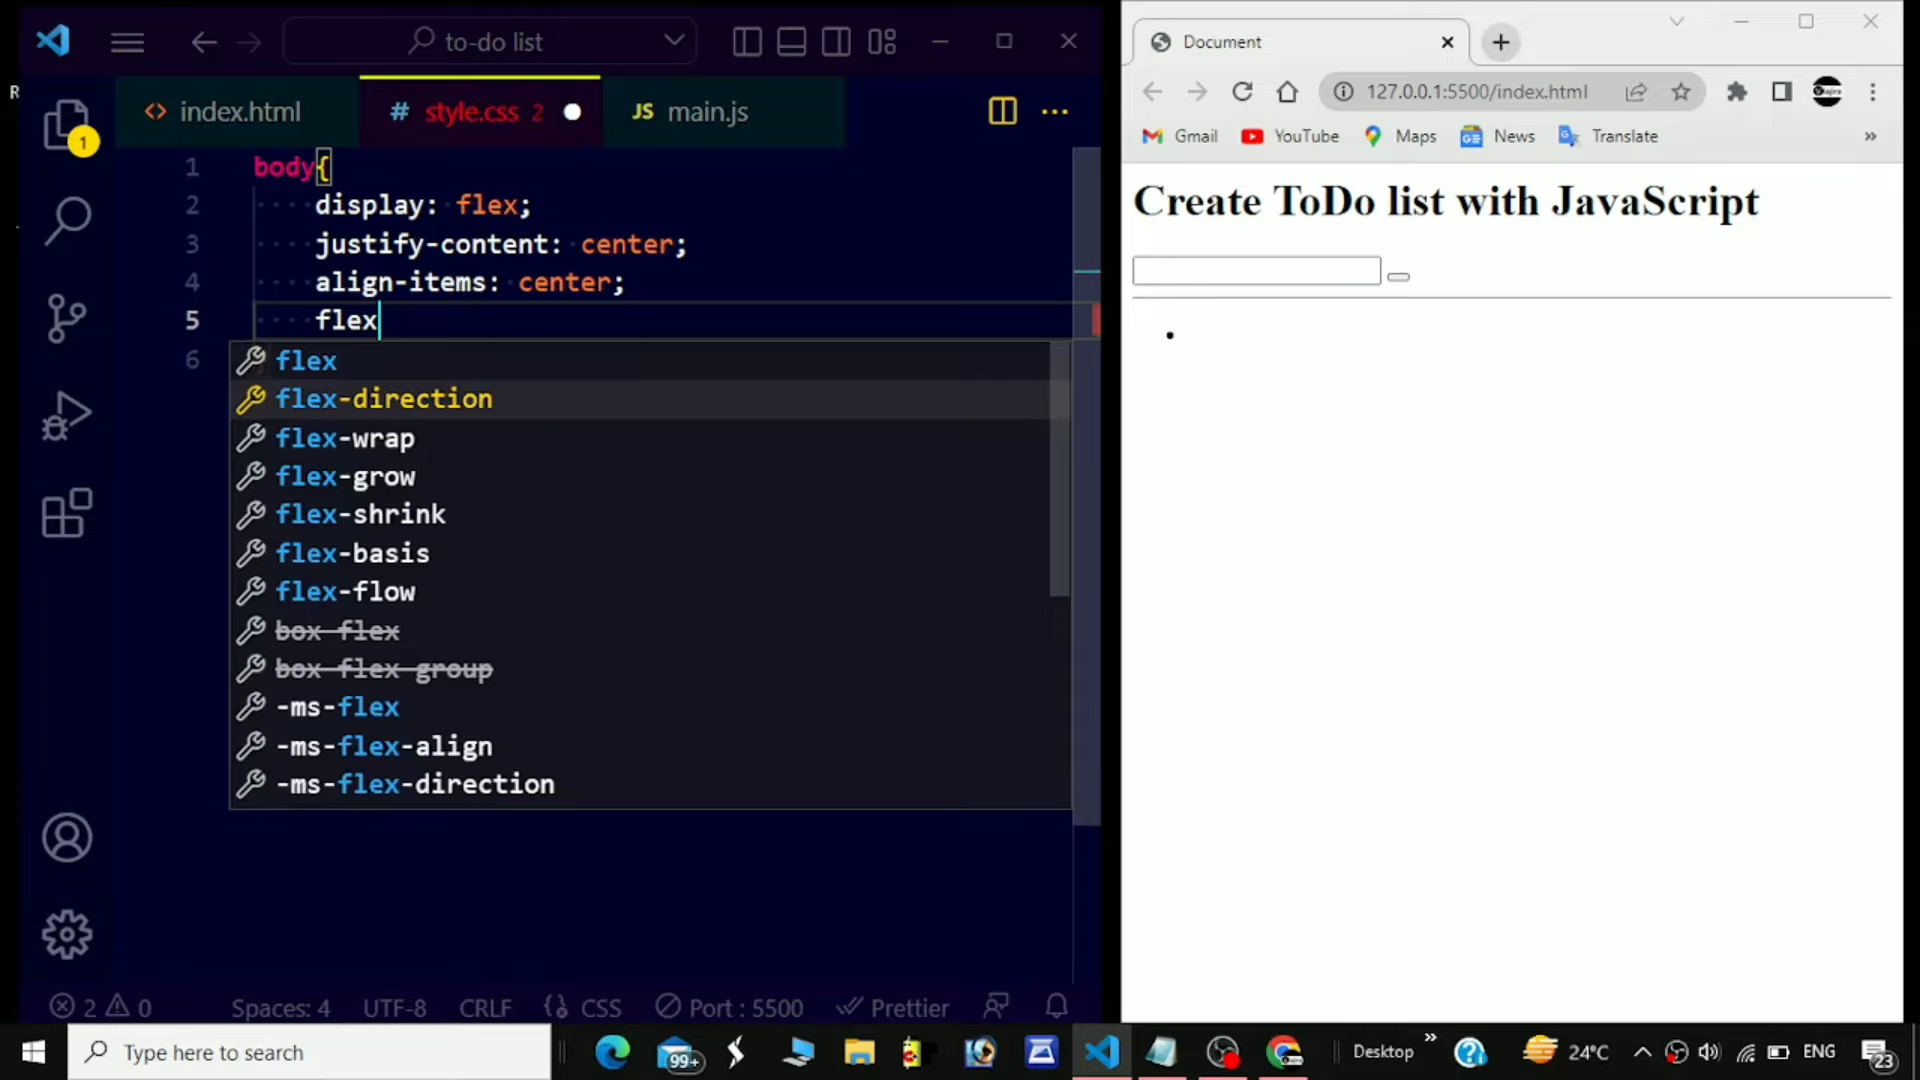 to-do list
R
index.html
# style.css 2
JS main.js
1
1 body{
2 display: flex;
3 justify-content: center;
4 align-items: center;
5 flex
6
flex
flex-direction
flex-wrap
flex-grow
flex-shrink
flex-basis
flex-flow
box-flex
box-flex-group
-ms-flex
-ms-flex-align
-ms-flex-direction
2 0 Spaces: 4 UTF-8 CRLF CSS Port : 5500 Prettier
Document
127.0.0.1:5500/index.html
Gmail YouTube Maps News Translate »
Create ToDo list with JavaScript
•
Type here to search
99+
Desktop » 24°C ENG 23